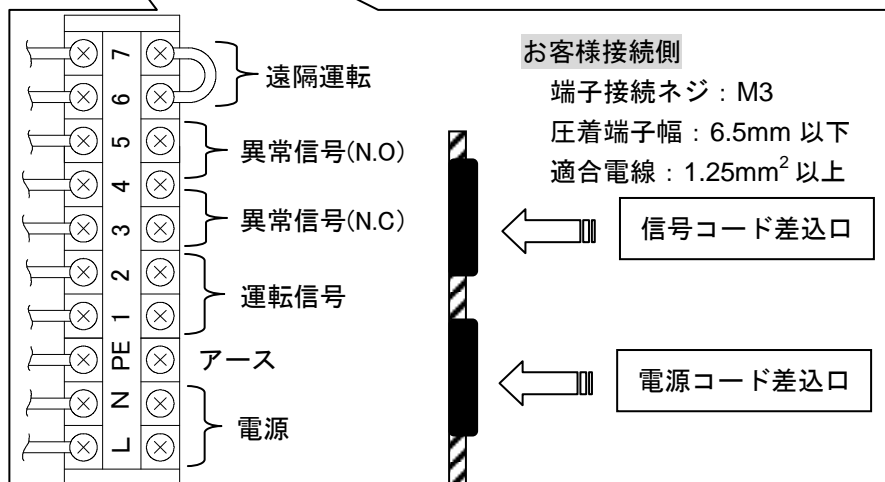 7
6
5
4
3
2
1
PE
N
L
遠隔運転
異常信号(N.O)
異常信号(N.C)
運転信号
アース
電源
お客様接続側
端子接続ネジ：M3
圧着端子幅：6.5mm 以下
適合電線：1.25mm² 以上
信号コード差込口
電源コード差込口